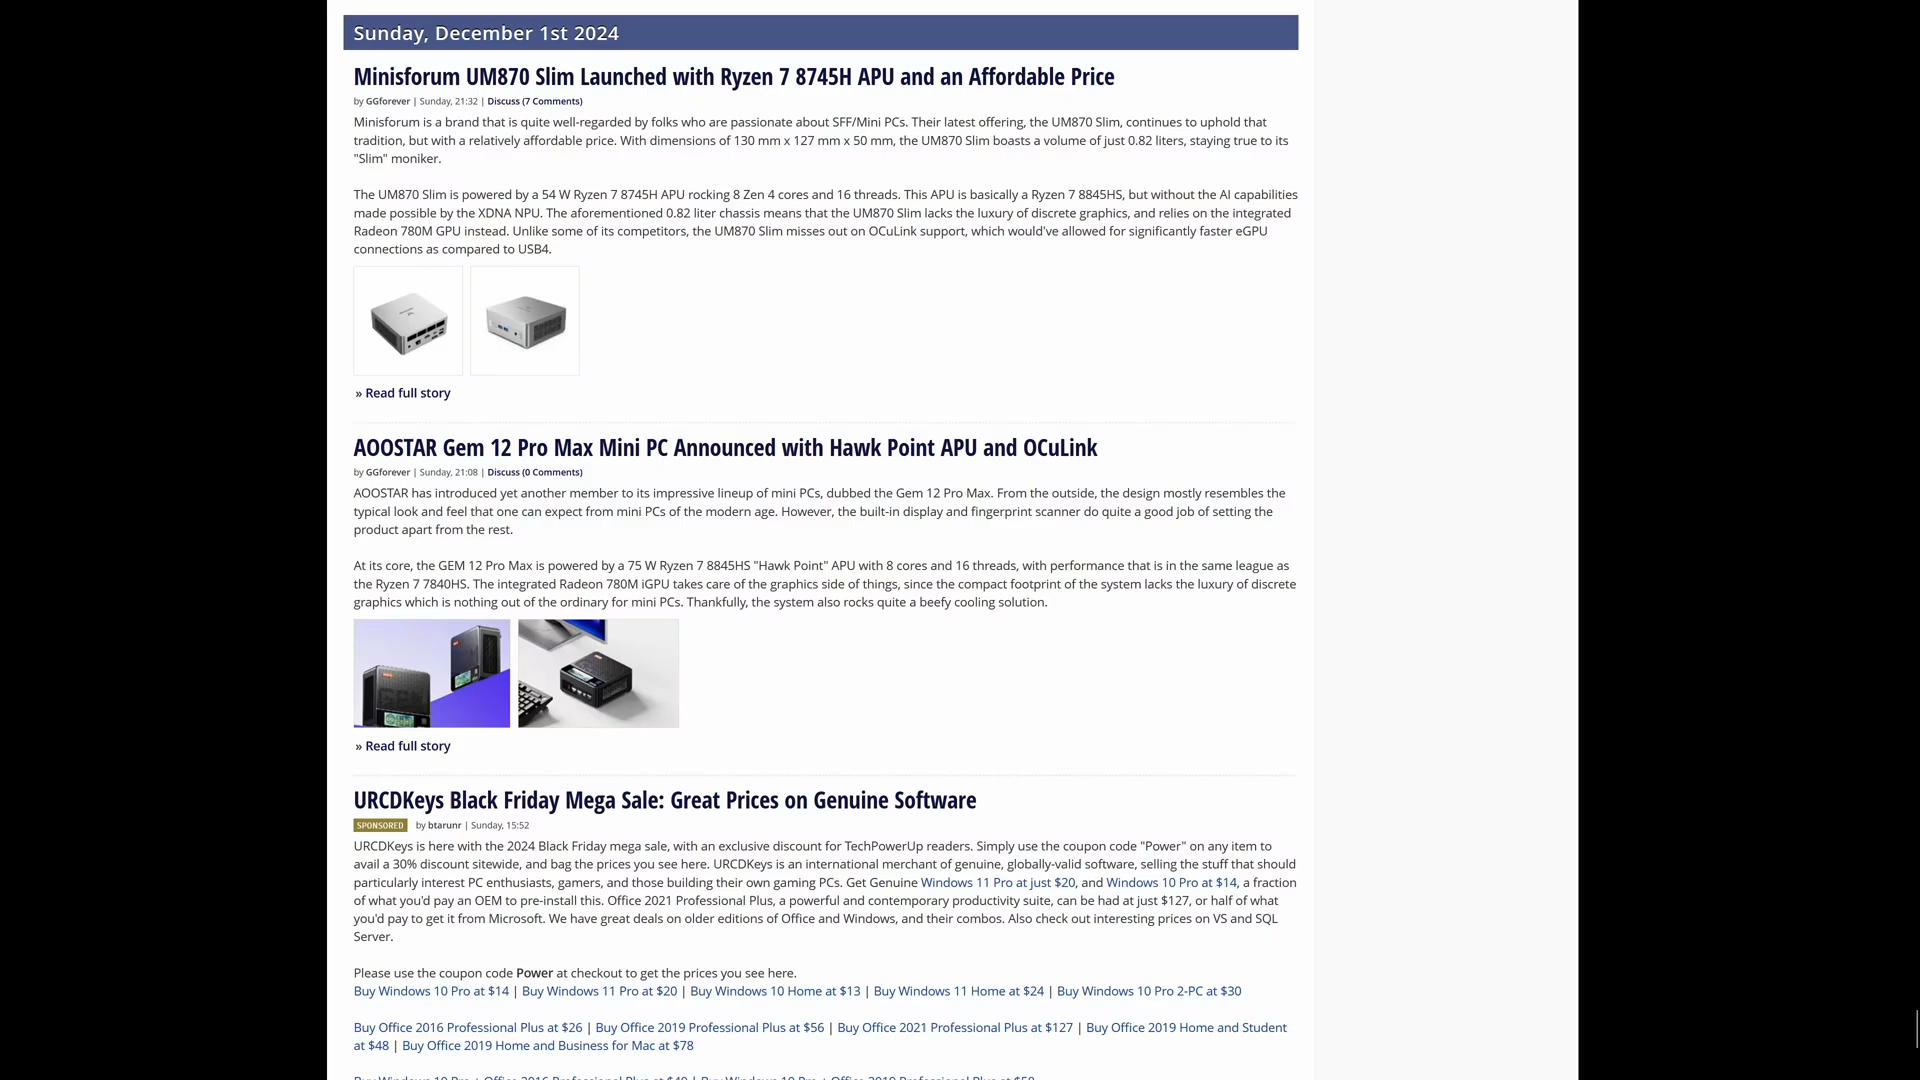 Sunday, December 1st 2024
Minisforum UM870 Slim Launched with Ryzen 7 8745H APU and an Affordable Price
by GGforever | Sunday, 21:32 | Discuss (7 Comments)
Minisforum is a brand that is quite well-regarded by folks who are passionate about SFF/Mini PCs. Their latest offering, the UM870 Slim, continues to uphold that
tradition, but with a relatively affordable price. With dimensions of 130 mm x 127 mm x 50 mm, the UM870 Slim boasts a volume of just 0.82 liters, staying true to its
"Slim" moniker.
The UM870 Slim is powered by a 54 W Ryzen 7 8745H APU rocking 8 Zen 4 cores and 16 threads. This APU is basically a Ryzen 7 8845HS, but without the AI capabilities
made possible by the XDNA NPU. The aforementioned 0.82 liter chassis means that the UM870 Slim lacks the luxury of discrete graphics, and relies on the integrated
Radeon 780M GPU instead. Unlike some of its competitors, the UM870 Slim misses out on OCuLink support, which would've allowed for significantly faster eGPU
connections as compared to USB4.
» Read full story
AOOSTAR Gem 12 Pro Max Mini PC Announced with Hawk Point APU and OCuLink
by GGforever | Sunday, 21:08 | Discuss (0 Comments)
AOOSTAR has introduced yet another member to its impressive lineup of mini PCs, dubbed the Gem 12 Pro Max. From the outside, the design mostly resembles the
typical look and feel that one can expect from mini PCs of the modern age. However, the built-in display and fingerprint scanner do quite a good job of setting the
product apart from the rest.
At its core, the GEM 12 Pro Max is powered by a 75 W Ryzen 7 8845HS "Hawk Point" APU with 8 cores and 16 threads, with performance that is in the same league as
the Ryzen 7 7840HS. The integrated Radeon 780M iGPU takes care of the graphics side of things, since the compact footprint of the system lacks the luxury of discrete
graphics which is nothing out of the ordinary for mini PCs. Thankfully, the system also rocks quite a beefy cooling solution.
» Read full story
URCDKeys Black Friday Mega Sale: Great Prices on Genuine Software
SPONSORED by btarunr | Sunday, 15:52
URCDKeys is here with the 2024 Black Friday mega sale, with an exclusive discount for TechPowerUp readers. Simply use the coupon code "Power" on any item to
avail a 30% discount sitewide, and bag the prices you see here. URCDKeys is an international merchant of genuine, globally-valid software, selling the stuff that should
particularly interest PC enthusiasts, gamers, and those building their own gaming PCs. Get Genuine Windows 11 Pro at just $20, and Windows 10 Pro at $14, a fraction
of what you'd pay an OEM to pre-install this. Office 2021 Professional Plus, a powerful and contemporary productivity suite, can be had at just $127, or half of what
you'd pay to get it from Microsoft. We have great deals on older editions of Office and Windows, and their combos. Also check out interesting prices on VS and SQL
Server.
Please use the coupon code Power at checkout to get the prices you see here.
Buy Windows 10 Pro at $14 | Buy Windows 11 Pro at $20 | Buy Windows 10 Home at $13 | Buy Windows 11 Home at $24 | Buy Windows 10 Pro 2-PC at $30
Buy Office 2016 Professional Plus at $26 | Buy Office 2019 Professional Plus at $56 | Buy Office 2021 Professional Plus at $127 | Buy Office 2019 Home and Student
at $48 | Buy Office 2019 Home and Business for Mac at $78